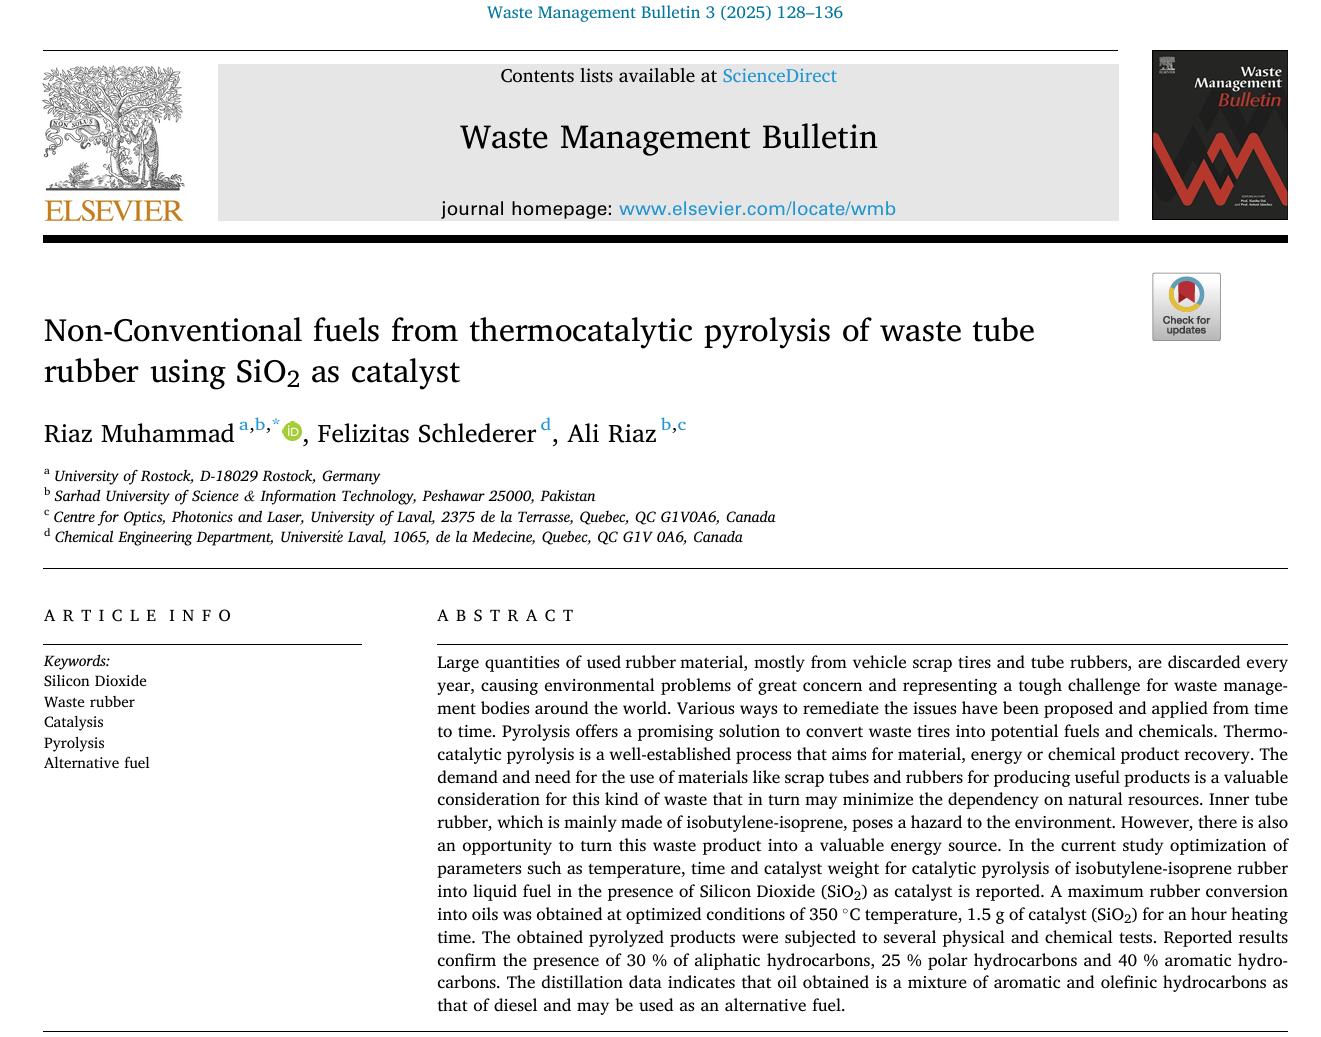 Waste Management Bulletin 3 (2025) 128–136
Contents lists available at ScienceDirect
Waste Management Bulletin
journal homepage: www.elsevier.com/locate/wmb
NON SOLUS
ELSEVIER
ELSEVIER
Waste
Management
Bulletin
Check for
updates
Non-Conventional fuels from thermocatalytic pyrolysis of waste tube
rubber using SiO2 as catalyst
Riaz Muhammad a,b,* iD, Felizitas Schlederer d, Ali Riaz b,c
a University of Rostock, D-18029 Rostock, Germany
b Sarhad University of Science & Information Technology, Peshawar 25000, Pakistan
c Centre for Optics, Photonics and Laser, University of Laval, 2375 de la Terrasse, Quebec, QC G1V0A6, Canada
d Chemical Engineering Department, Université Laval, 1065, de la Medecine, Quebec, QC G1V 0A6, Canada
ARTICLE INFO
Keywords:
Silicon Dioxide
Waste rubber
Catalysis
Pyrolysis
Alternative fuel
ABSTRACT
Large quantities of used rubber material, mostly from vehicle scrap tires and tube rubbers, are discarded every
year, causing environmental problems of great concern and representing a tough challenge for waste manage-
ment bodies around the world. Various ways to remediate the issues have been proposed and applied from time
to time. Pyrolysis offers a promising solution to convert waste tires into potential fuels and chemicals. Thermo-
catalytic pyrolysis is a well-established process that aims for material, energy or chemical product recovery. The
demand and need for the use of materials like scrap tubes and rubbers for producing useful products is a valuable
consideration for this kind of waste that in turn may minimize the dependency on natural resources. Inner tube
rubber, which is mainly made of isobutylene-isoprene, poses a hazard to the environment. However, there is also
an opportunity to turn this waste product into a valuable energy source. In the current study optimization of
parameters such as temperature, time and catalyst weight for catalytic pyrolysis of isobutylene-isoprene rubber
into liquid fuel in the presence of Silicon Dioxide (SiO2) as catalyst is reported. A maximum rubber conversion
into oils was obtained at optimized conditions of 350 °C temperature, 1.5 g of catalyst (SiO2) for an hour heating
time. The obtained pyrolyzed products were subjected to several physical and chemical tests. Reported results
confirm the presence of 30 % of aliphatic hydrocarbons, 25 % polar hydrocarbons and 40 % aromatic hydro-
carbons. The distillation data indicates that oil obtained is a mixture of aromatic and olefinic hydrocarbons as
that of diesel and may be used as an alternative fuel.